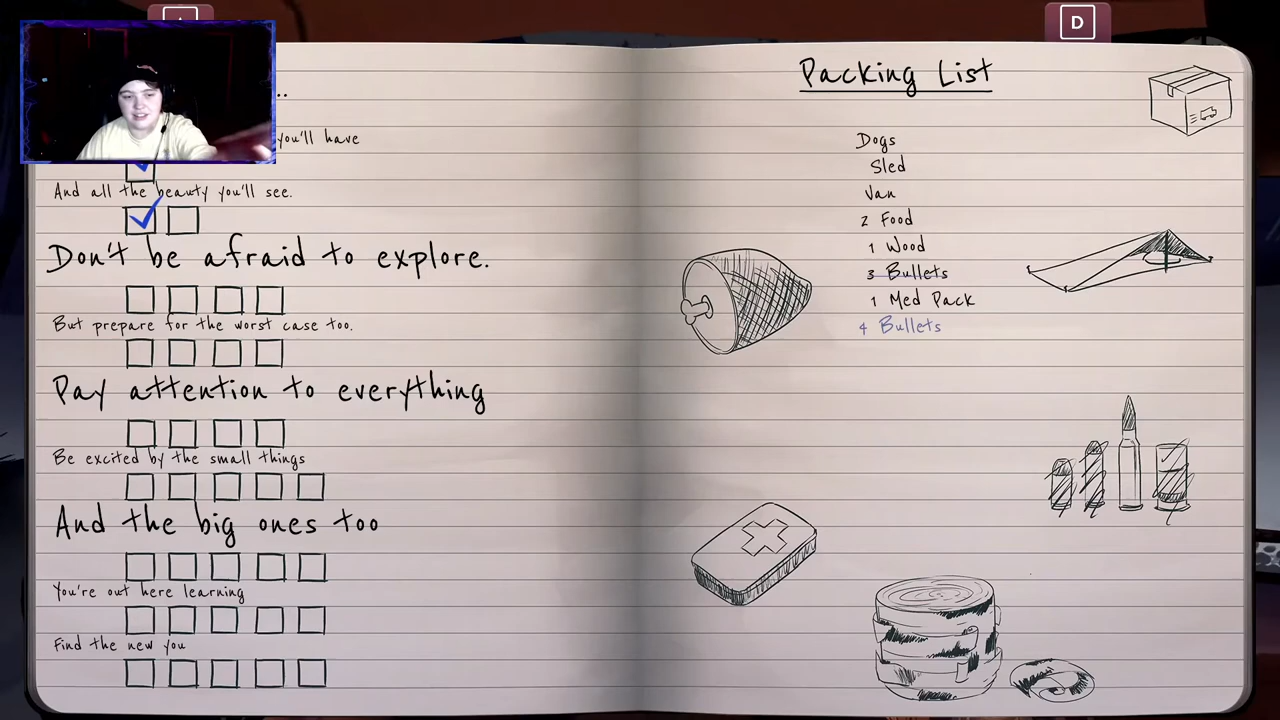 A
D
..
you'll have
And all the beauty you'll see.
Don't be afraid to explore.
But prepare for the worst case too.
Pay attention to everything
Be excited by the small things
And the big ones too
You're out here learning
Find the new you
Packing List
Dogs
Sled
Van
2 Food
1 Wood
3 Bullets
1 Med Pack
4 Bullets